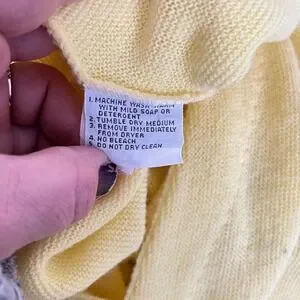 1. MACHINE WASH WARM
WITH MILD SOAP OR
DETERGENT
2. TUMBLE DRY MEDIUM
3. REMOVE IMMEDIATELY
FROM DRYER
4. NO BLEACH
5. DO NOT DRY CLEAN